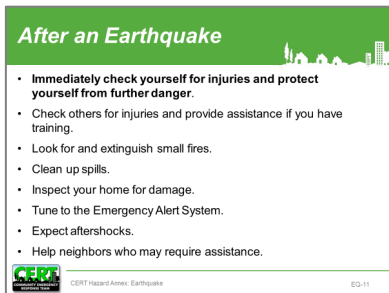 After an Earthquake
• Immediately check yourself for injuries and protect
yourself from further danger.
• Check others for injuries and provide assistance if you have
training.
• Look for and extinguish small fires.
• Clean up spills.
• Inspect your home for damage.
• Tune to the Emergency Alert System.
• Expect aftershocks.
• Help neighbors who may require assistance.
CERT
COMMUNITY EMERGENCY
RESPONSE TEAM
CERT Hazard Annex: Earthquake
EQ-11